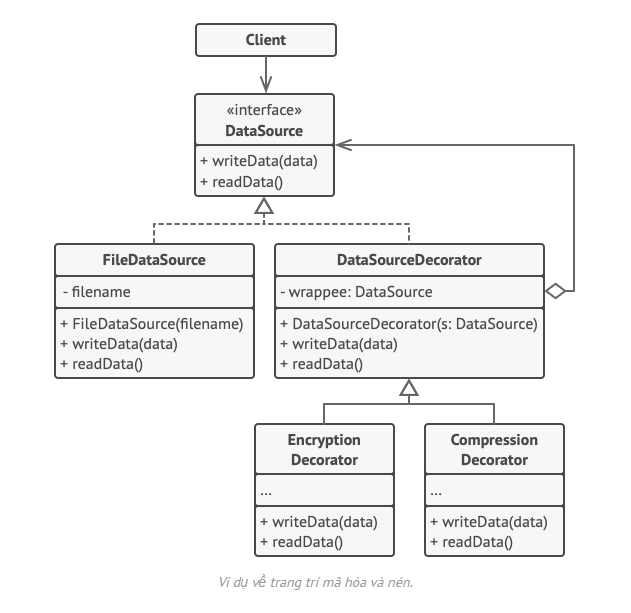 Client
«interface»
DataSource
+ writeData(data)
+ readData()
FileDataSource
- filename
+ FileDataSource(filename)
+ writeData(data)
+ readData()
DataSourceDecorator
- wrappee: DataSource
+ DataSourceDecorator(s: DataSource)
+ writeData(data)
+ readData()
Encryption
Decorator
...
+ writeData(data)
+ readData()
Compression
Decorator
...
+ writeData(data)
+ readData()
Ví dụ về trang trí mã hóa và nén.